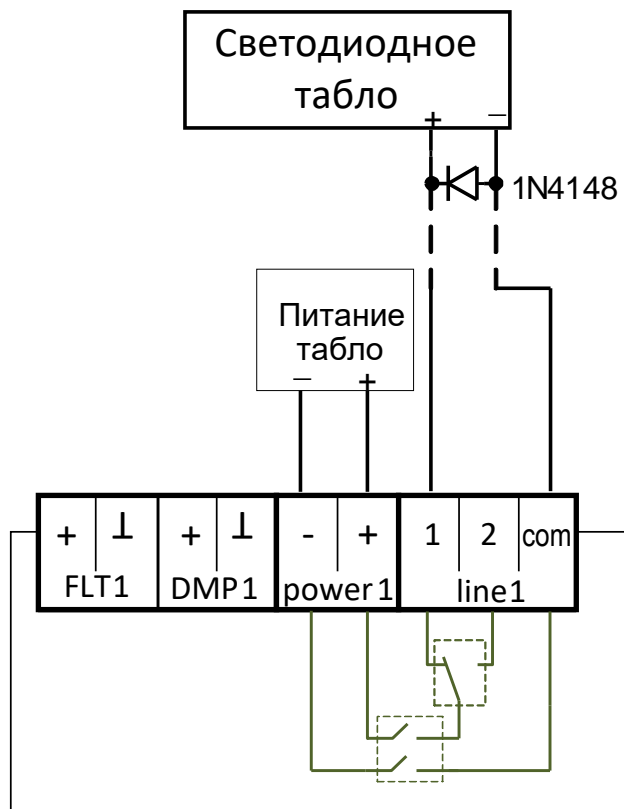 Светодиодное
табло
+ –
1N4148
Питание
табло
– +
+ ⊥ + ⊥ - + 1 2 com
FLT1 DMP1 power1 line1